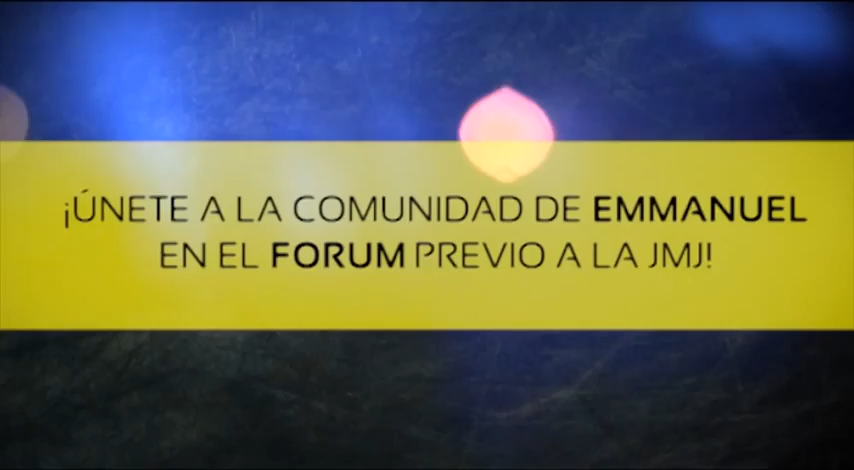 ¡ÚNETE A LA COMUNIDAD DE EMMANUEL
EN EL FORUM PREVIO A LA JMJ!